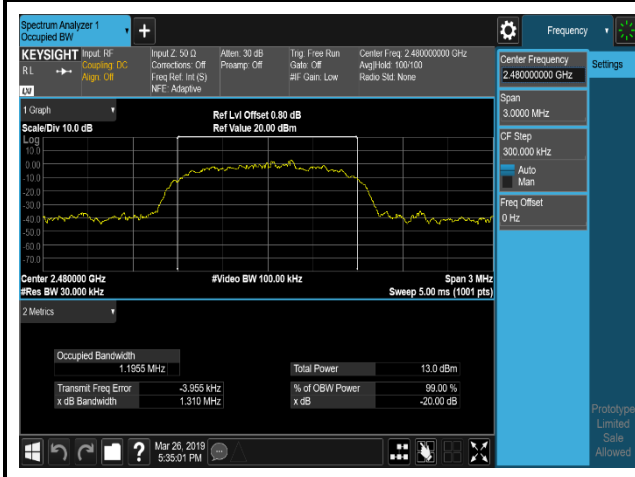 Spectrum Analyzer 1
Occupied BW
Frequency
KEYSIGHT
R L
LXI
Input: RF
Coupling: DC
Align: Off
Input Z: 50 Ω
Corrections: Off
Freq Ref: Int (S)
NFE: Adaptive
Atten: 30 dB
Preamp: Off
Trig: Free Run
Gate: Off
#IF Gain: Low
Center Freq: 2.480000000 GHz
Avg|Hold: 100/100
Radio Std: None
Center Frequency
2.480000000 GHz
Settings
Span
3.0000 MHz
CF Step
300.000 kHz
Auto
Man
Freq Offset
0 Hz
1 Graph
Scale/Div 10.0 dB
Ref Lvl Offset 0.80 dB
Ref Value 20.00 dBm
Log
10.0
0.00
-10.0
-20.0
-30.0
-40.0
-50.0
-60.0
-70.0
Center 2.480000 GHz
#Res BW 30.000 kHz
#Video BW 100.00 kHz
Span 3 MHz
Sweep 5.00 ms (1001 pts)
2 Metrics
Occupied Bandwidth
1.1955 MHz
Total Power 13.0 dBm
Transmit Freq Error -3.955 kHz
% of OBW Power 99.00 %
x dB Bandwidth 1.310 MHz
x dB -20.00 dB
Prototype
Limited
Sale
Allowed
?
Mar 26, 2019
5:35:01 PM